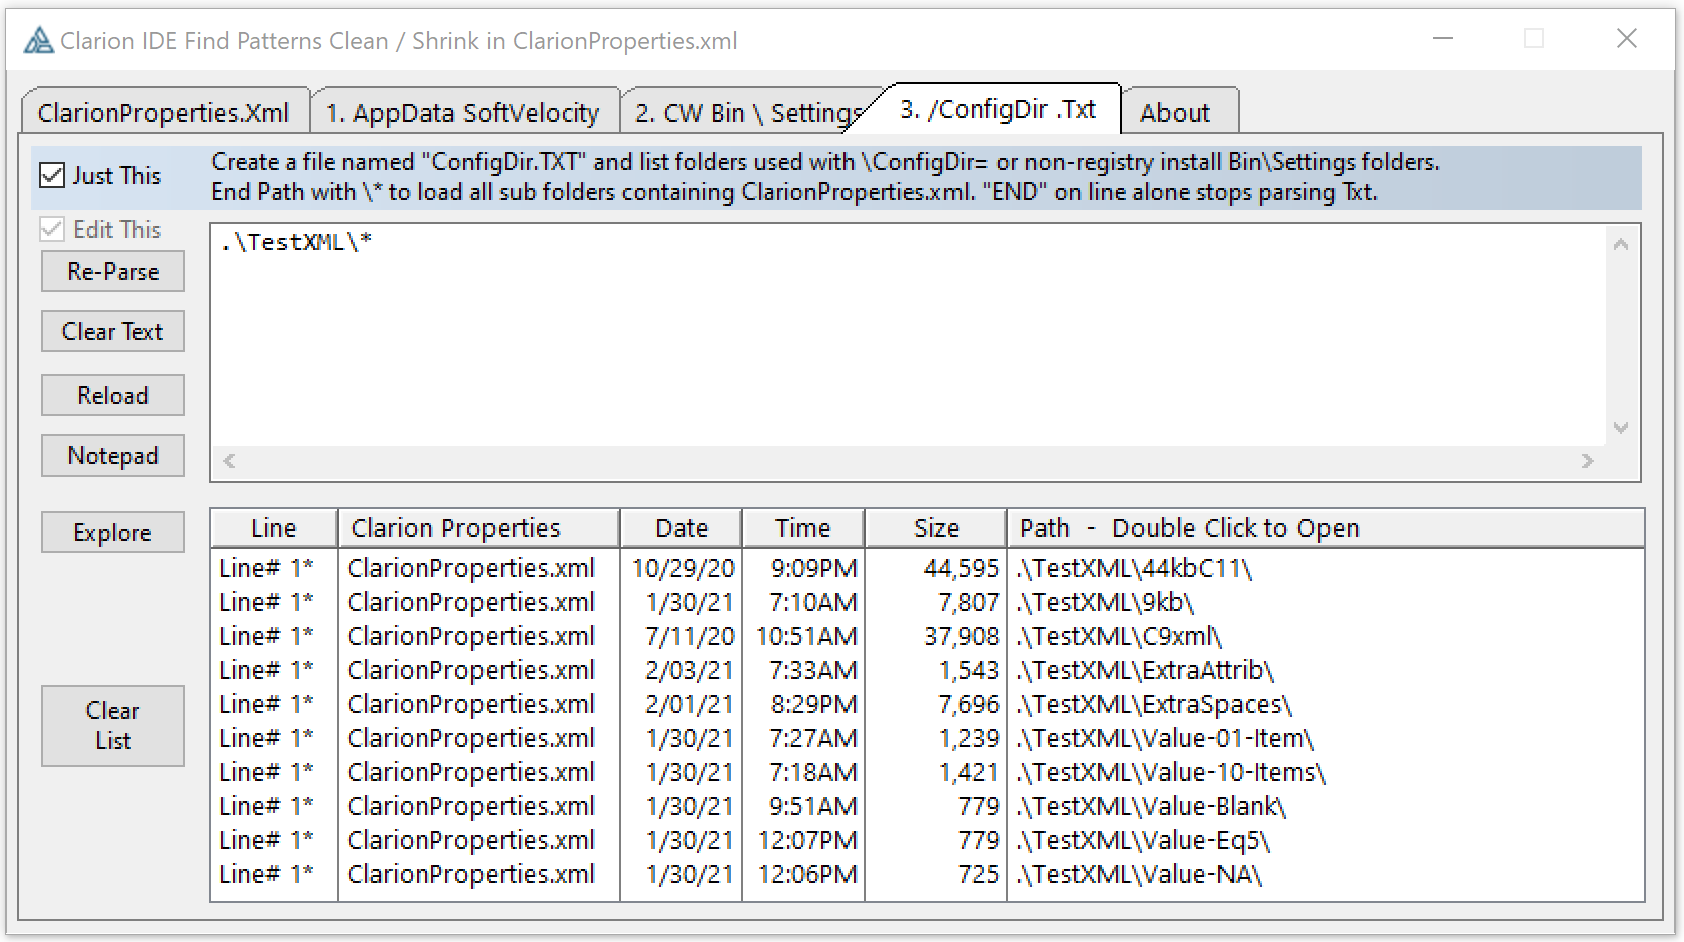 Clarion IDE Find Patterns Clean / Shrink in ClarionProperties.xml
ClarionProperties.Xml 1. AppData SoftVelocity 2. CW Bin \ Settings 3. /ConfigDir .Txt About
Just This
Create a file named "ConfigDir.TXT" and list folders used with \ConfigDir= or non-registry install Bin\Settings folders.
End Path with \* to load all sub folders containing ClarionProperties.xml. "END" on line alone stops parsing Txt.
Edit This
.\TestXML\*
Re-Parse
Clear Text
Reload
Notepad
Explore
Clear
List
Line Clarion Properties Date Time Size Path - Double Click to Open
Line# 1* ClarionProperties.xml 10/29/20 9:09PM 44,595 .\TestXML\44kbC11\
Line# 1* ClarionProperties.xml 1/30/21 7:10AM 7,807 .\TestXML\9kb\
Line# 1* ClarionProperties.xml 7/11/20 10:51AM 37,908 .\TestXML\C9xml\
Line# 1* ClarionProperties.xml 2/03/21 7:33AM 1,543 .\TestXML\ExtraAttrib\
Line# 1* ClarionProperties.xml 2/01/21 8:29PM 7,696 .\TestXML\ExtraSpaces\
Line# 1* ClarionProperties.xml 1/30/21 7:27AM 1,239 .\TestXML\Value-01-Item\
Line# 1* ClarionProperties.xml 1/30/21 7:18AM 1,421 .\TestXML\Value-10-Items\
Line# 1* ClarionProperties.xml 1/30/21 9:51AM 779 .\TestXML\Value-Blank\
Line# 1* ClarionProperties.xml 1/30/21 12:07PM 779 .\TestXML\Value-Eq5\
Line# 1* ClarionProperties.xml 1/30/21 12:06PM 725 .\TestXML\Value-NA\